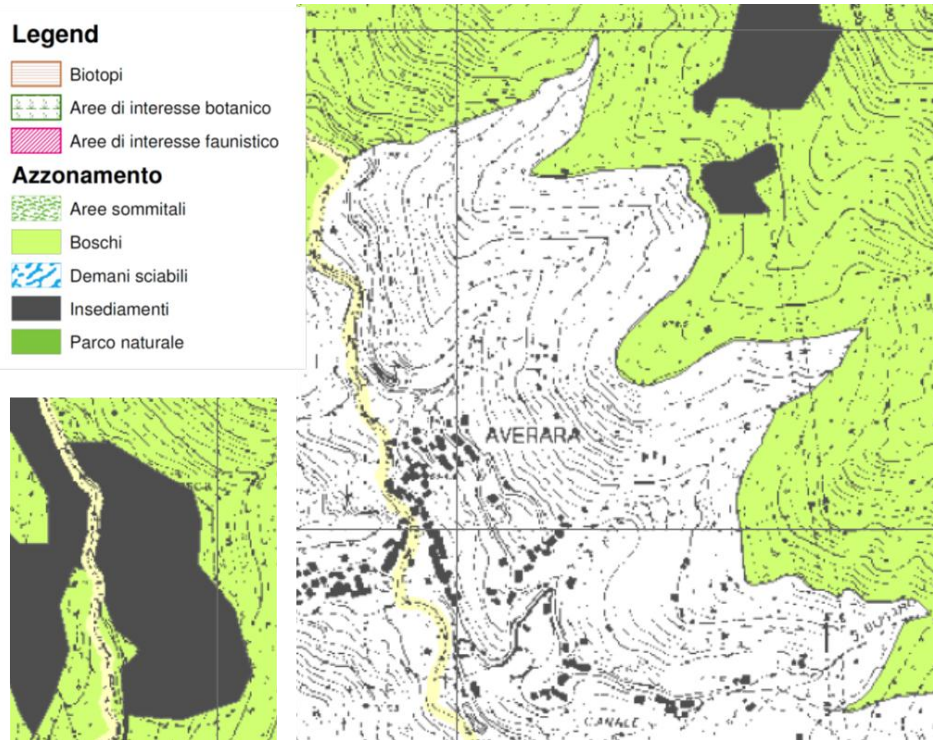 Legend
Biotopi
Aree di interesse botanico
Aree di interesse faunistico
Azzonamento
Aree sommitali
Boschi
Demani sciabili
Insediamenti
Parco naturale
AVERARA
CANALE